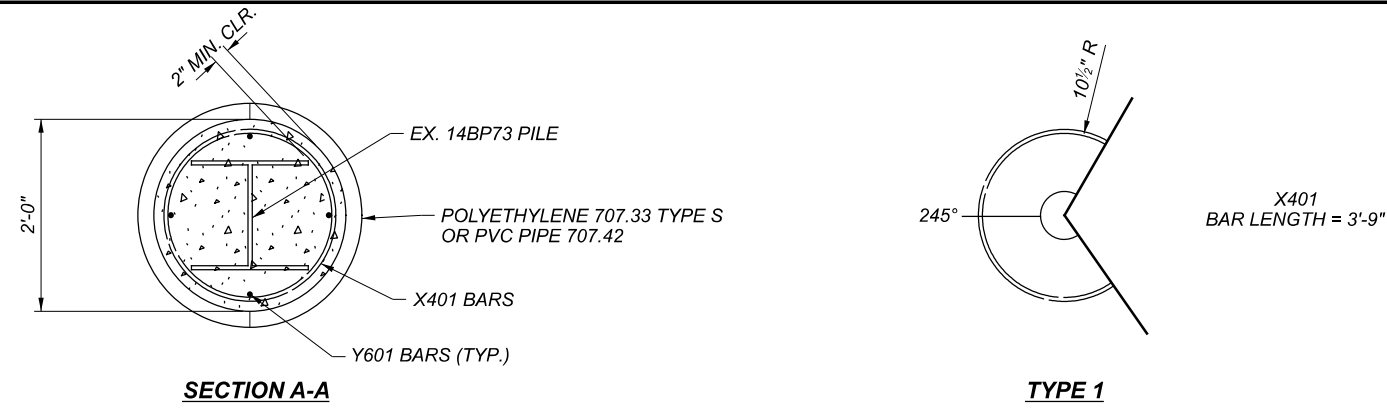 2" MIN. CLR.
2'-0"
EX. 14BP73 PILE
POLYETHYLENE 707.33 TYPE S
OR PVC PIPE 707.42
X401 BARS
Y601 BARS (TYP.)
SECTION A-A
10½" R
245°
X401
BAR LENGTH = 3'-9"
TYPE 1